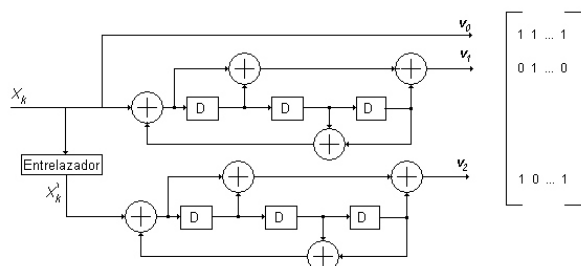 v0
1 1 ... 1
v1
0 1 ... 0
Xk
D
D
D
Entrelazador
X`k
v2
1 0 ... 1
D
D
D